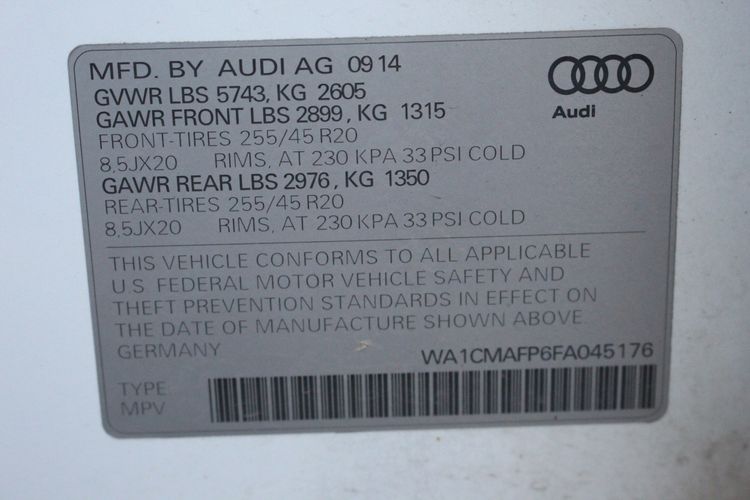 MFD. BY AUDI AG 09 14
Audi
GVWR LBS 5743, KG 2605
GAWR FRONT LBS 2899, KG 1315
FRONT-TIRES 255/45 R20
8,5JX20 RIMS, AT 230 KPA 33 PSI COLD
GAWR REAR LBS 2976, KG 1350
REAR-TIRES 255/45 R20
8,5JX20 RIMS, AT 230 KPA 33 PSI COLD
THIS VEHICLE CONFORMS TO ALL APPLICABLE
U.S. FEDERAL MOTOR VEHICLE SAFETY AND
THEFT PREVENTION STANDARDS IN EFFECT ON
THE DATE OF MANUFACTURE SHOWN ABOVE.
GERMANY WA1CMAFP6FA045176
TYPE
MPV